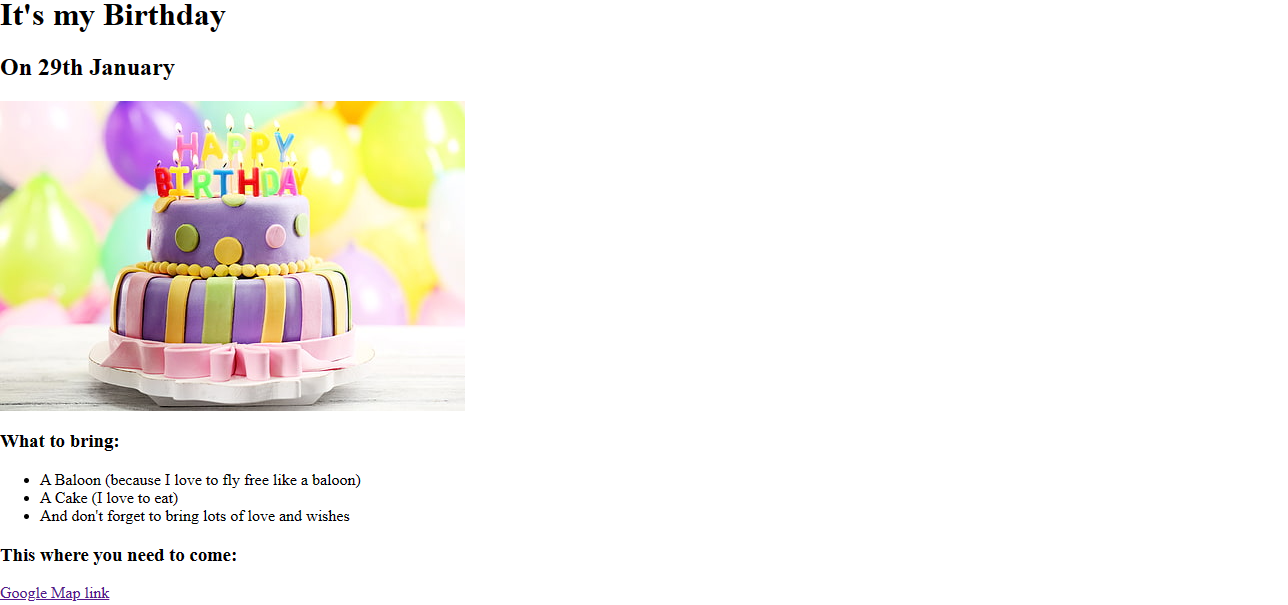 It's my Birthday
On 29th January
HAPPY
BIRTHDAY
What to bring:
A Baloon (because I love to fly free like a baloon)
A Cake (I love to eat)
And don't forget to bring lots of love and wishes
This where you need to come:
Google Map link